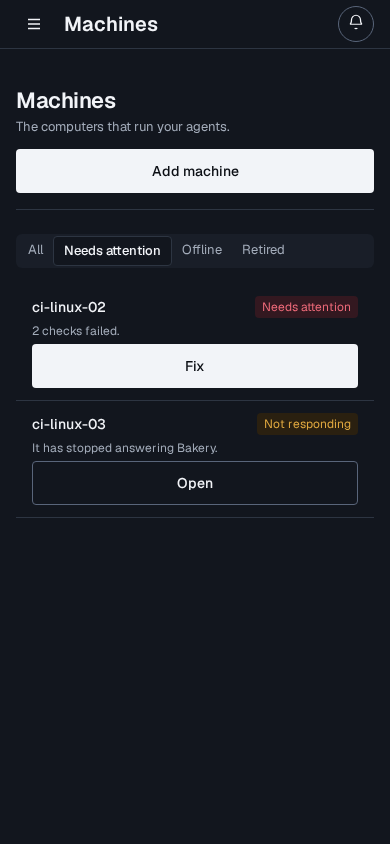 Machines
Machines
The computers that run your agents.
Add machine
All Needs attention Offline Retired
ci-linux-02 Needs attention
2 checks failed.
Fix
ci-linux-03 Not responding
It has stopped answering Bakery.
Open